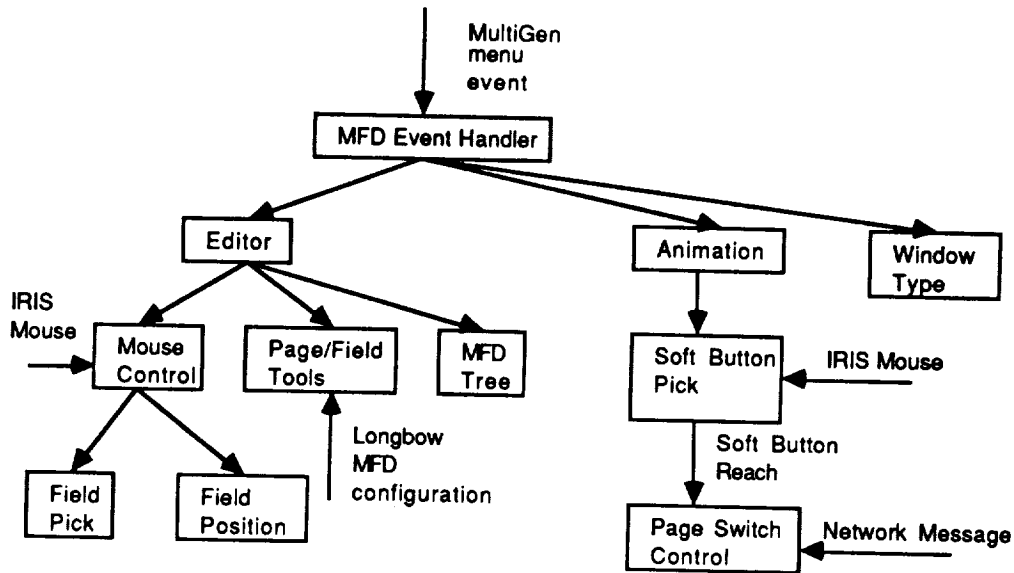 MultiGen
menu
event
MFD Event Handler
Editor
Animation
Window
Type
IRIS
Mouse
Mouse
Control
Page/Field
Tools
MFD
Tree
Soft Button
Pick
IRIS Mouse
Longbow
MFD
configuration
Soft Button
Reach
Field
Pick
Field
Position
Page Switch
Control
Network Message